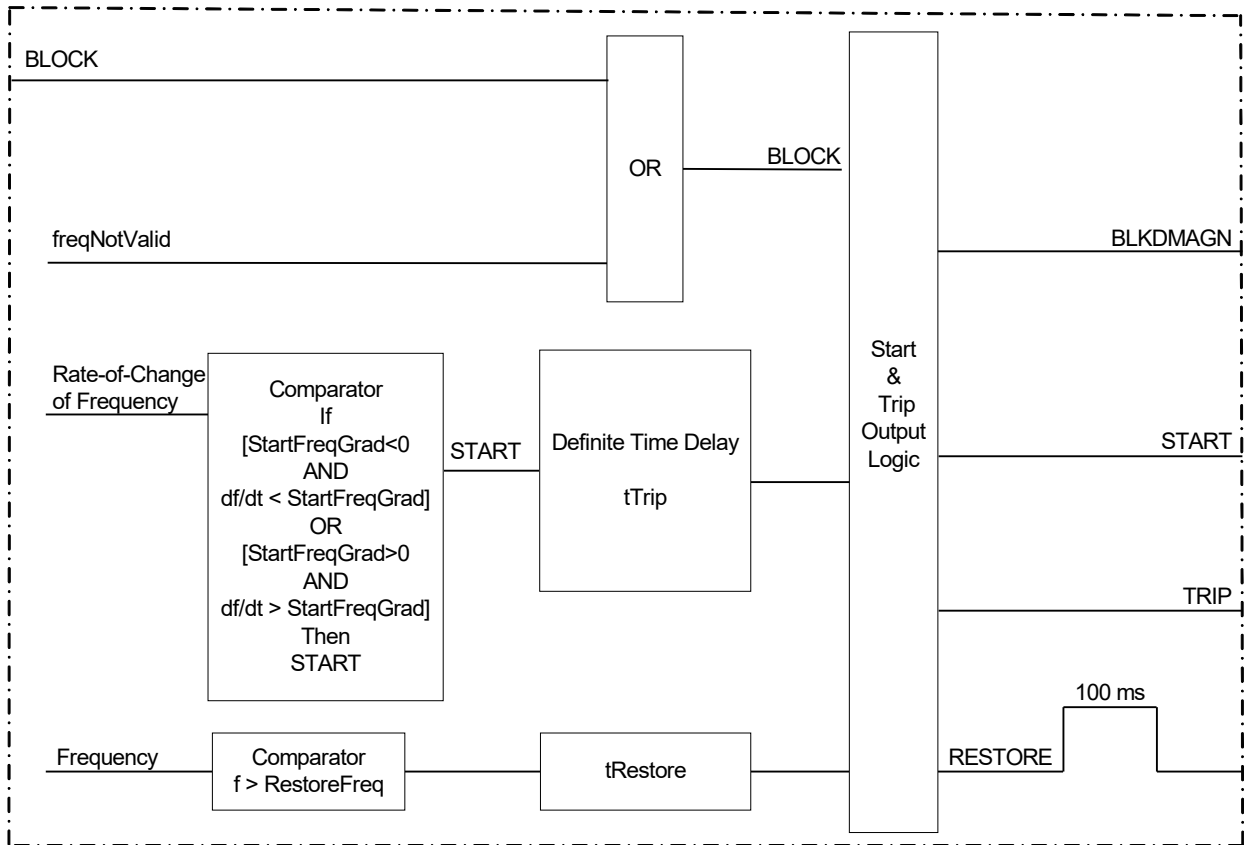 BLOCK
OR
BLOCK
freqNotValid
BLKDMAGN
Rate-of-Change
of Frequency
Comparator
If
[StartFreqGrad<0
AND
df/dt < StartFreqGrad]
OR
[StartFreqGrad>0
AND
df/dt > StartFreqGrad]
Then
START
START
Definite Time Delay
tTrip
Start
&
Trip
Output
Logic
START
TRIP
100 ms
Frequency
Comparator
f > RestoreFreq
tRestore
RESTORE